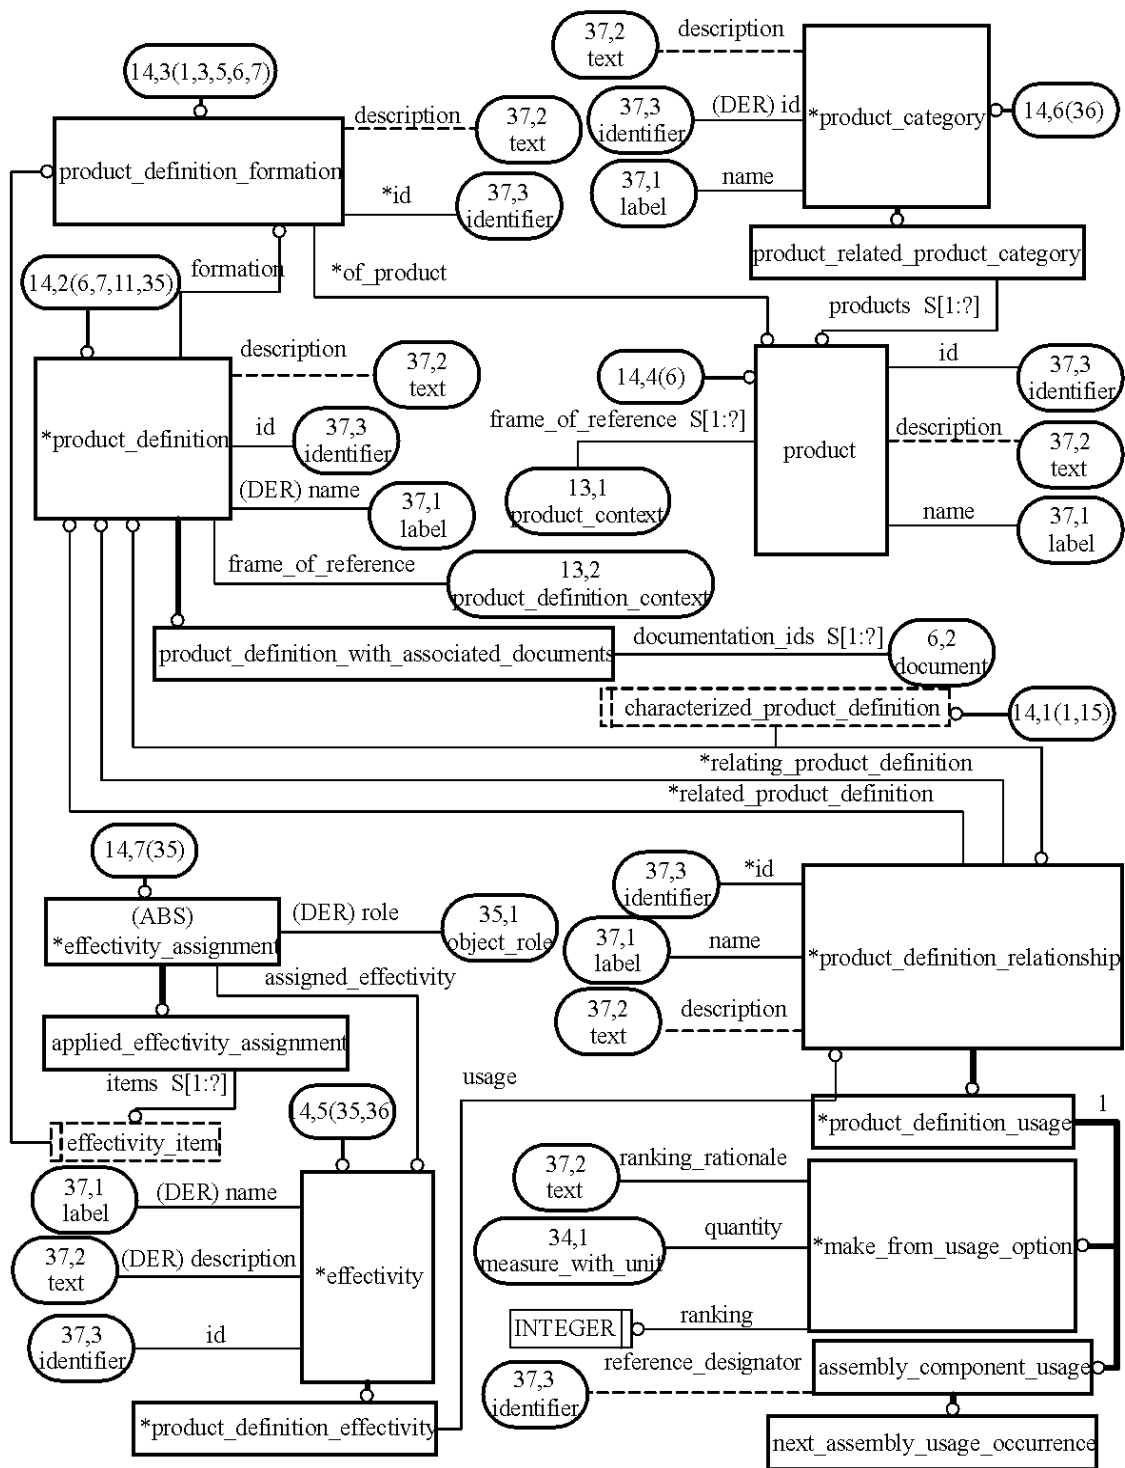 37,2
text
description
14,3(1,3,5,6,7)
description
37,2
text
37,3
identifier
(DER) id
*product_category
14,6(36)
product_definition_formation
*id
37,3
identifier
37,1
label
name
product_related_product_category
14,2(6,7,11,35)
formation
*of_product
products S[1:?]
description
37,2
text
14,4(6)
id
37,3
identifier
*product_definition
id
37,3
identifier
frame_of_reference S[1:?]
product
description
37,2
text
(DER) name
37,1
label
13,1
product_context
name
37,1
label
frame_of_reference
13,2
product_definition_context
product_definition_with_associated_documents
documentation_ids S[1:?]
6,2
document
characterized_product_definition
14,1(1,15)
*relating_product_definition
*related_product_definition
14,7(35)
(ABS)
*effectivity_assignment
(DER) role
35,1
object_role
37,3
identifier
*id
37,1
label
name
*product_definition_relationship
assigned_effectivity
37,2
text
description
applied_effectivity_assignment
items S[1:?]
usage
14,5(35,36
*product_definition_usage
1
effectivity_item
37,1
label
(DER) name
37,2
text
ranking_rationale
37,2
text
(DER) description
*effectivity
34,1
measure_with_unit
quantity
*make_from_usage_option
37,3
identifier
id
INTEGER
ranking
37,3
identifier
reference_designator
assembly_component_usage
*product_definition_effectivity
next_assembly_usage_occurrence